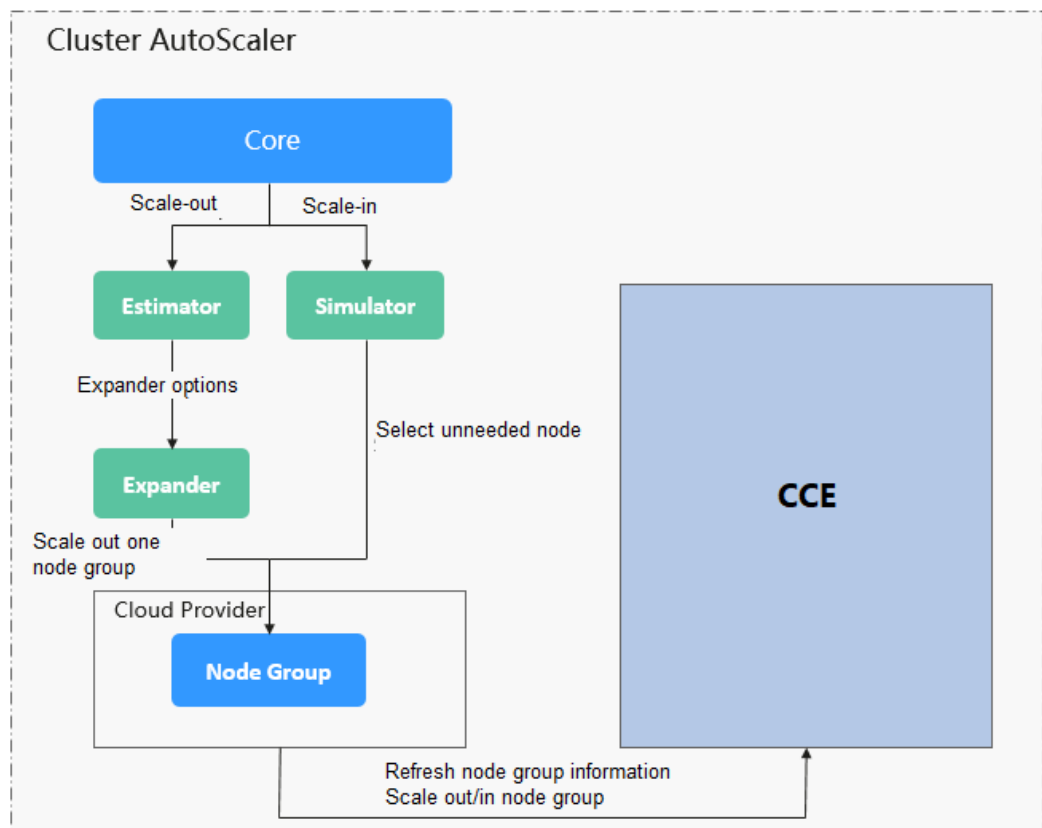 Cluster AutoScaler
Core
Scale-out
Scale-in
Estimator
Simulator
Expander options
Select unneeded node
Expander
CCE
Scale out one
node group
Cloud Provider
Node Group
Refresh node group information
Scale out/in node group